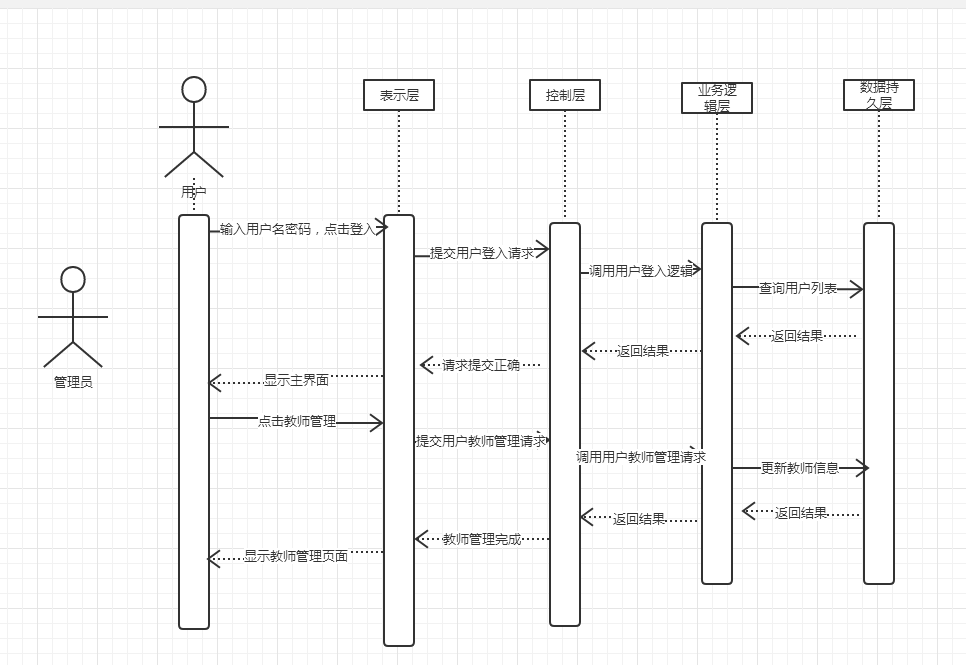 表示层
控制层
业务逻
辑层
数据持
久层
用户
输入用户名密码，点击登入
提交用户登入请求
调用用户登入逻辑
查询用户列表
返回结果
返回结果
请求提交正确
显示主界面
管理员
点击教师管理
提交用户教师管理请求
调用用户教师管理请求
更新教师信息
返回结果
返回结果
教师管理完成
显示教师管理页面